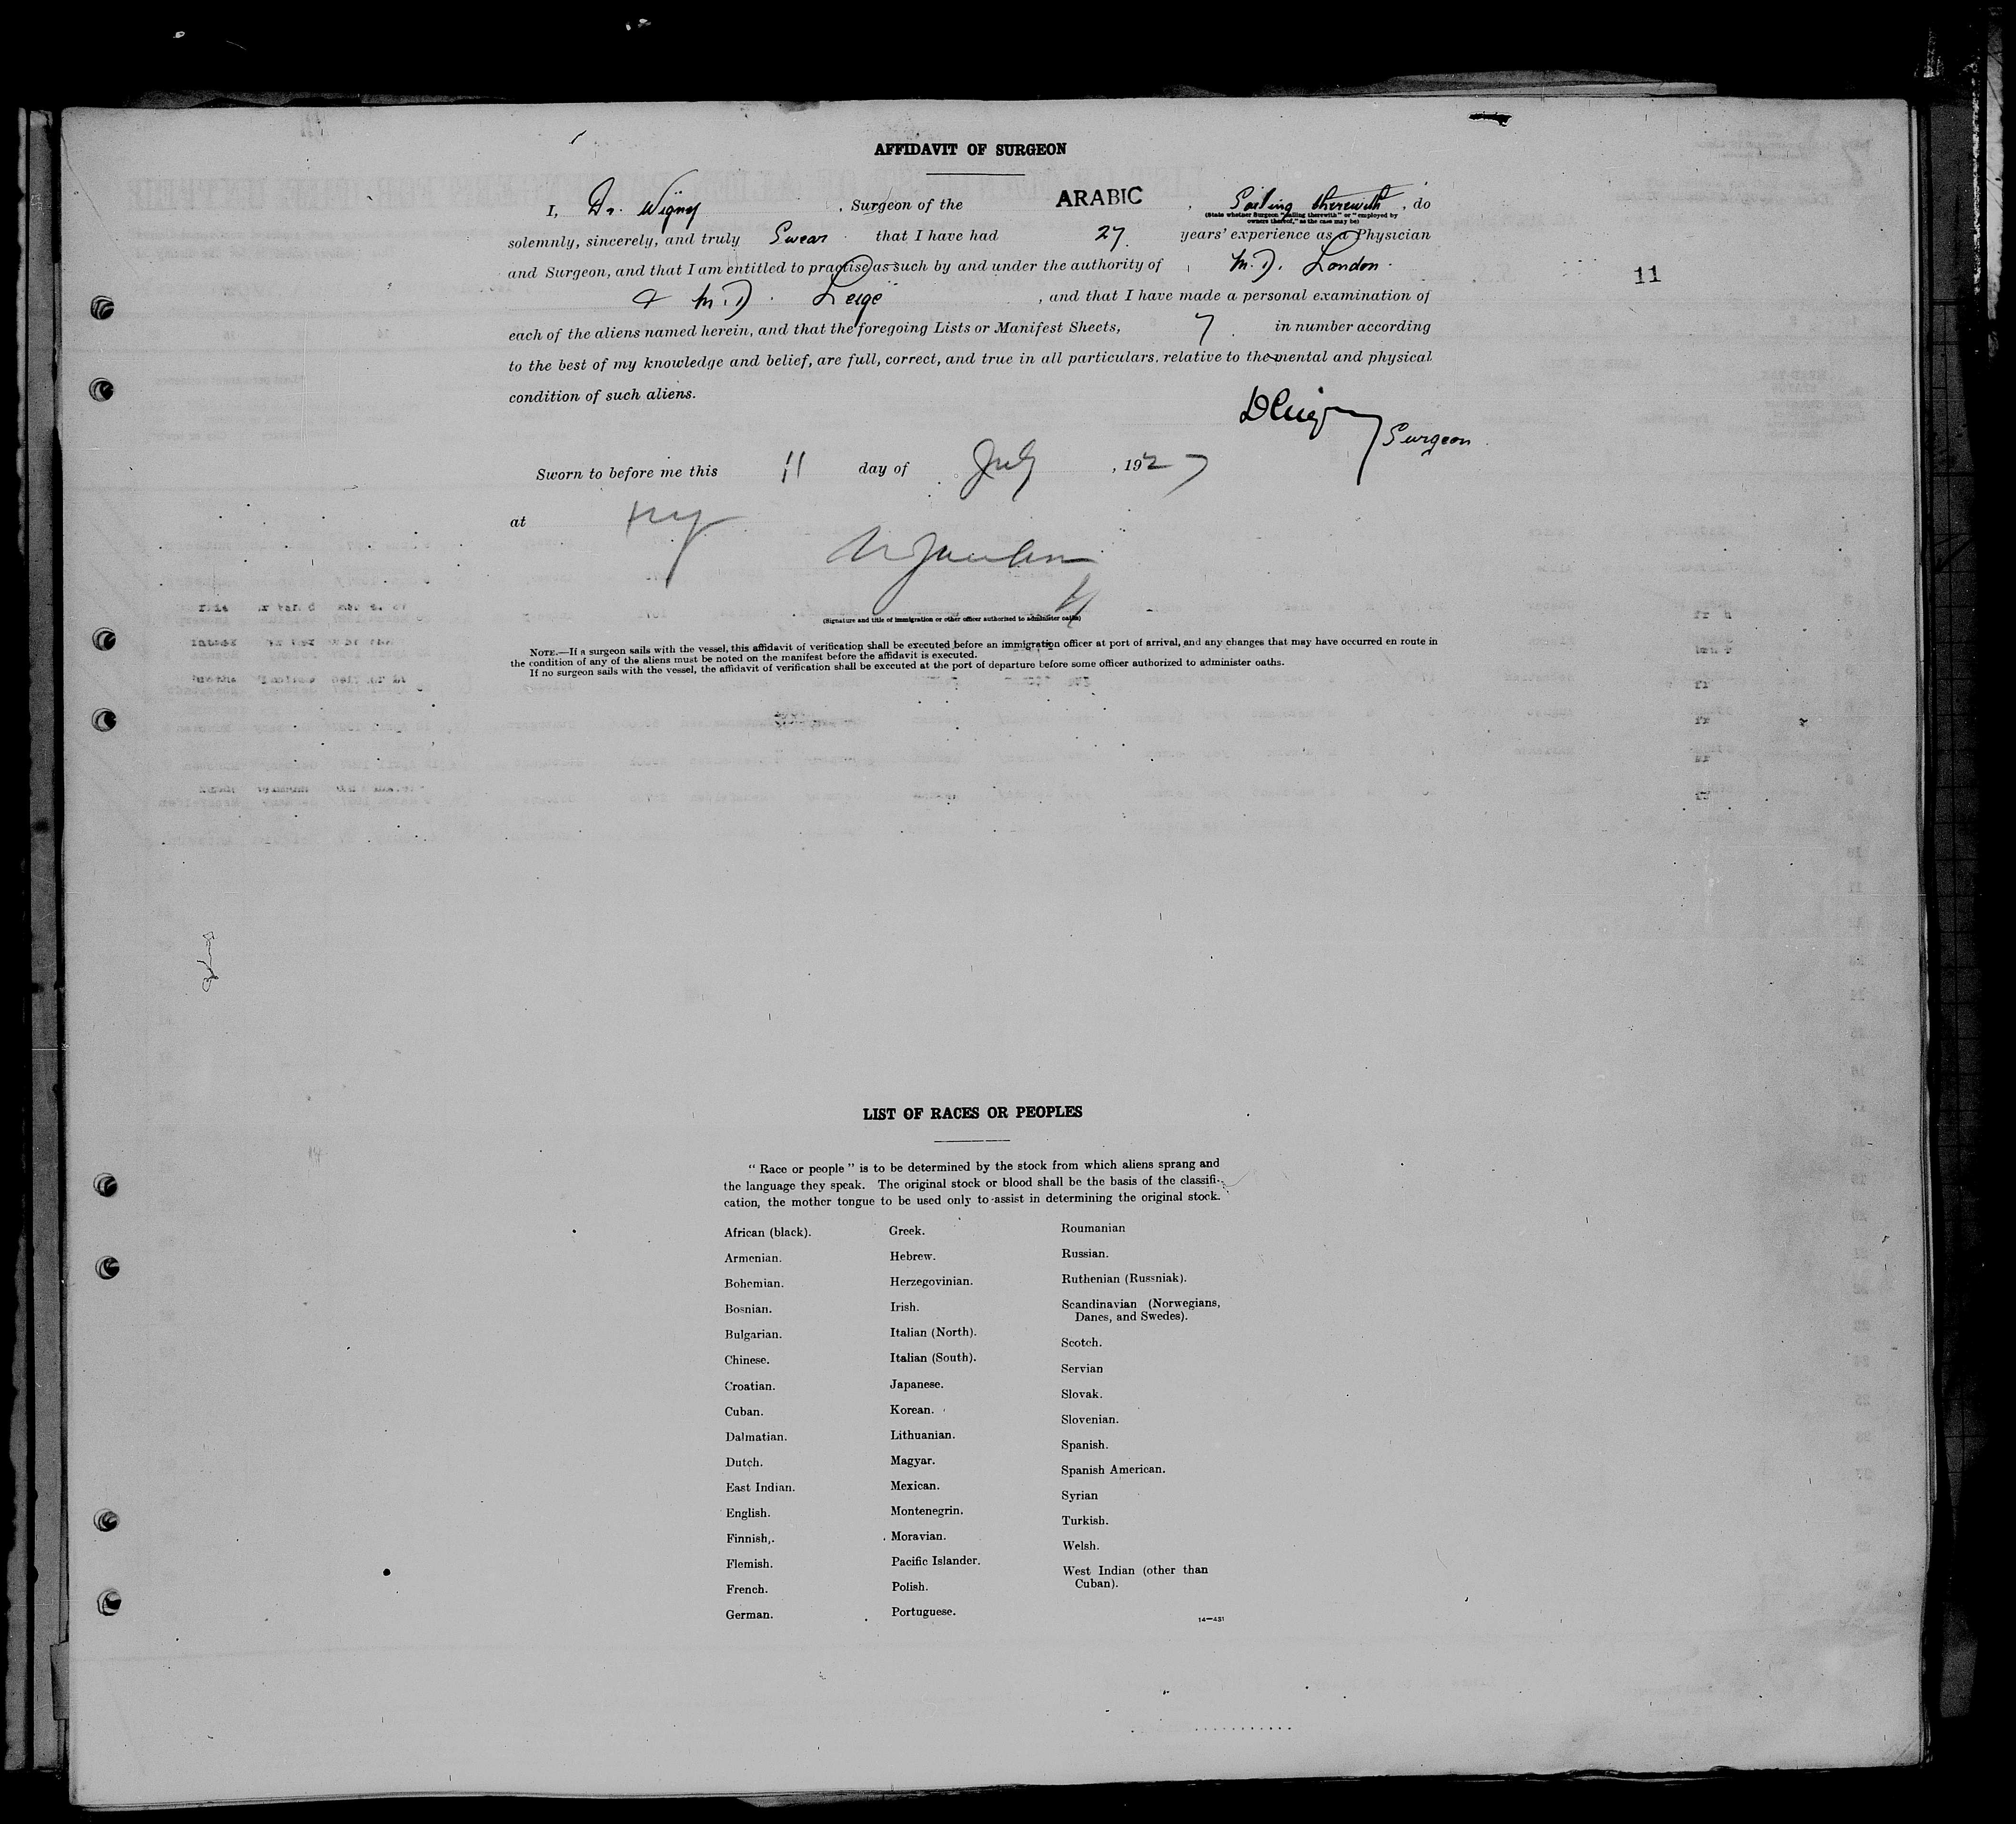 AFFIDAVIT OF SURGEON
I, Dr. Wigny, Surgeon of the ARABIC, Sailing therewith, do
(State whether Surgeon "sailing therewith" or "employed by
owners thereof," as the case may be)
solemnly, sincerely, and truly Swear that I have had 27 years' experience as a Physician
and Surgeon, and that I am entitled to practise as such by and under the authority of M.D. London.
11
& M.D. Leige, and that I have made a personal examination of
each of the aliens named herein, and that the foregoing Lists or Manifest Sheets, 7 in number according
to the best of my knowledge and belief, are full, correct, and true in all particulars, relative to the mental and physical
condition of such aliens.
Surgeon
Sworn to before me this 11 day of July, 1927
at NY
(Signature and title of immigration or other officer authorized to administer oaths)
NOTE.—If a surgeon sails with the vessel, this affidavit of verification shall be executed before an immigration officer at port of arrival, and any changes that may have occurred en route in
the condition of any of the aliens must be noted on the manifest before the affidavit is executed.
If no surgeon sails with the vessel, the affidavit of verification shall be executed at the port of departure before some officer authorized to administer oaths.
LIST OF RACES OR PEOPLES
"Race or people" is to be determined by the stock from which aliens sprang and
the language they speak. The original stock or blood shall be the basis of the classifi-
cation, the mother tongue to be used only to assist in determining the original stock.
African (black).
Armenian.
Bohemian.
Bosnian.
Bulgarian.
Chinese.
Croatian.
Cuban.
Dalmatian.
Dutch.
East Indian.
English.
Finnish,.
Flemish.
French.
German.
Greek.
Hebrew.
Herzegovinian.
Irish.
Italian (North).
Italian (South).
Japanese.
Korean.
Lithuanian.
Magyar.
Mexican.
Montenegrin.
Moravian.
Pacific Islander.
Polish.
Portuguese.
Roumanian
Russian.
Ruthenian (Russniak).
Scandinavian (Norwegians,
Danes, and Swedes).
Scotch.
Servian
Slovak.
Slovenian.
Spanish.
Spanish American.
Syrian
Turkish.
Welsh.
West Indian (other than
Cuban).
14—431